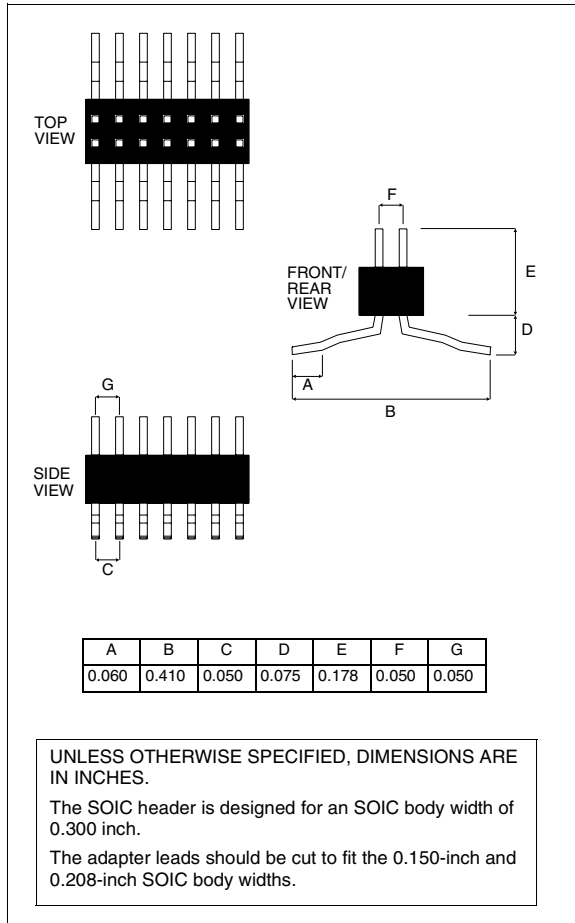 TOP
VIEW
F
FRONT/
REAR
VIEW
E
D
A
B
G
SIDE
VIEW
C
A B C D E F G
0.060 0.410 0.050 0.075 0.178 0.050 0.050
UNLESS OTHERWISE SPECIFIED, DIMENSIONS ARE
IN INCHES.
The SOIC header is designed for an SOIC body width of
0.300 inch.
The adapter leads should be cut to fit the 0.150-inch and
0.208-inch SOIC body widths.